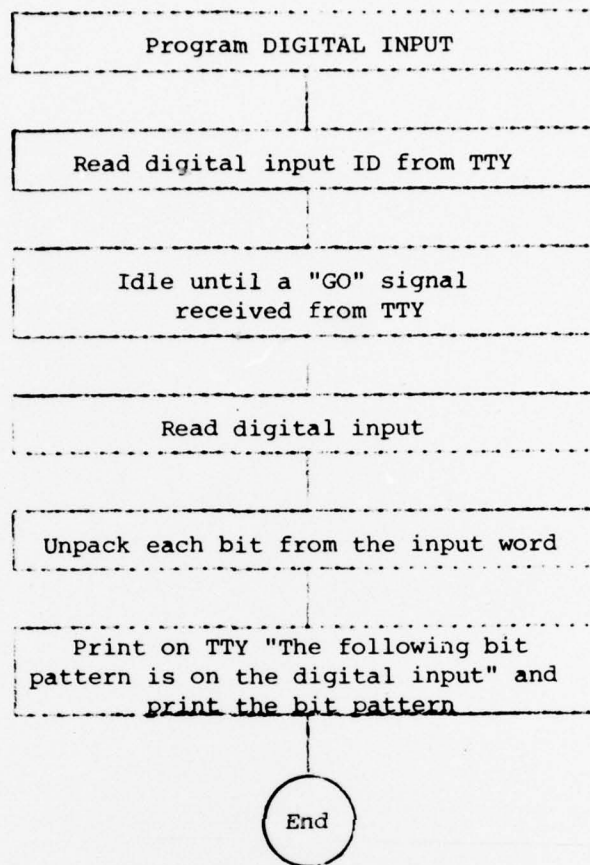 Program DIGITAL INPUT
Read digital input ID from TTY
Idle until a "GO" signal
received from TTY
Read digital input
Unpack each bit from the input word
Print on TTY "The following bit
pattern is on the digital input" and
print the bit pattern
End